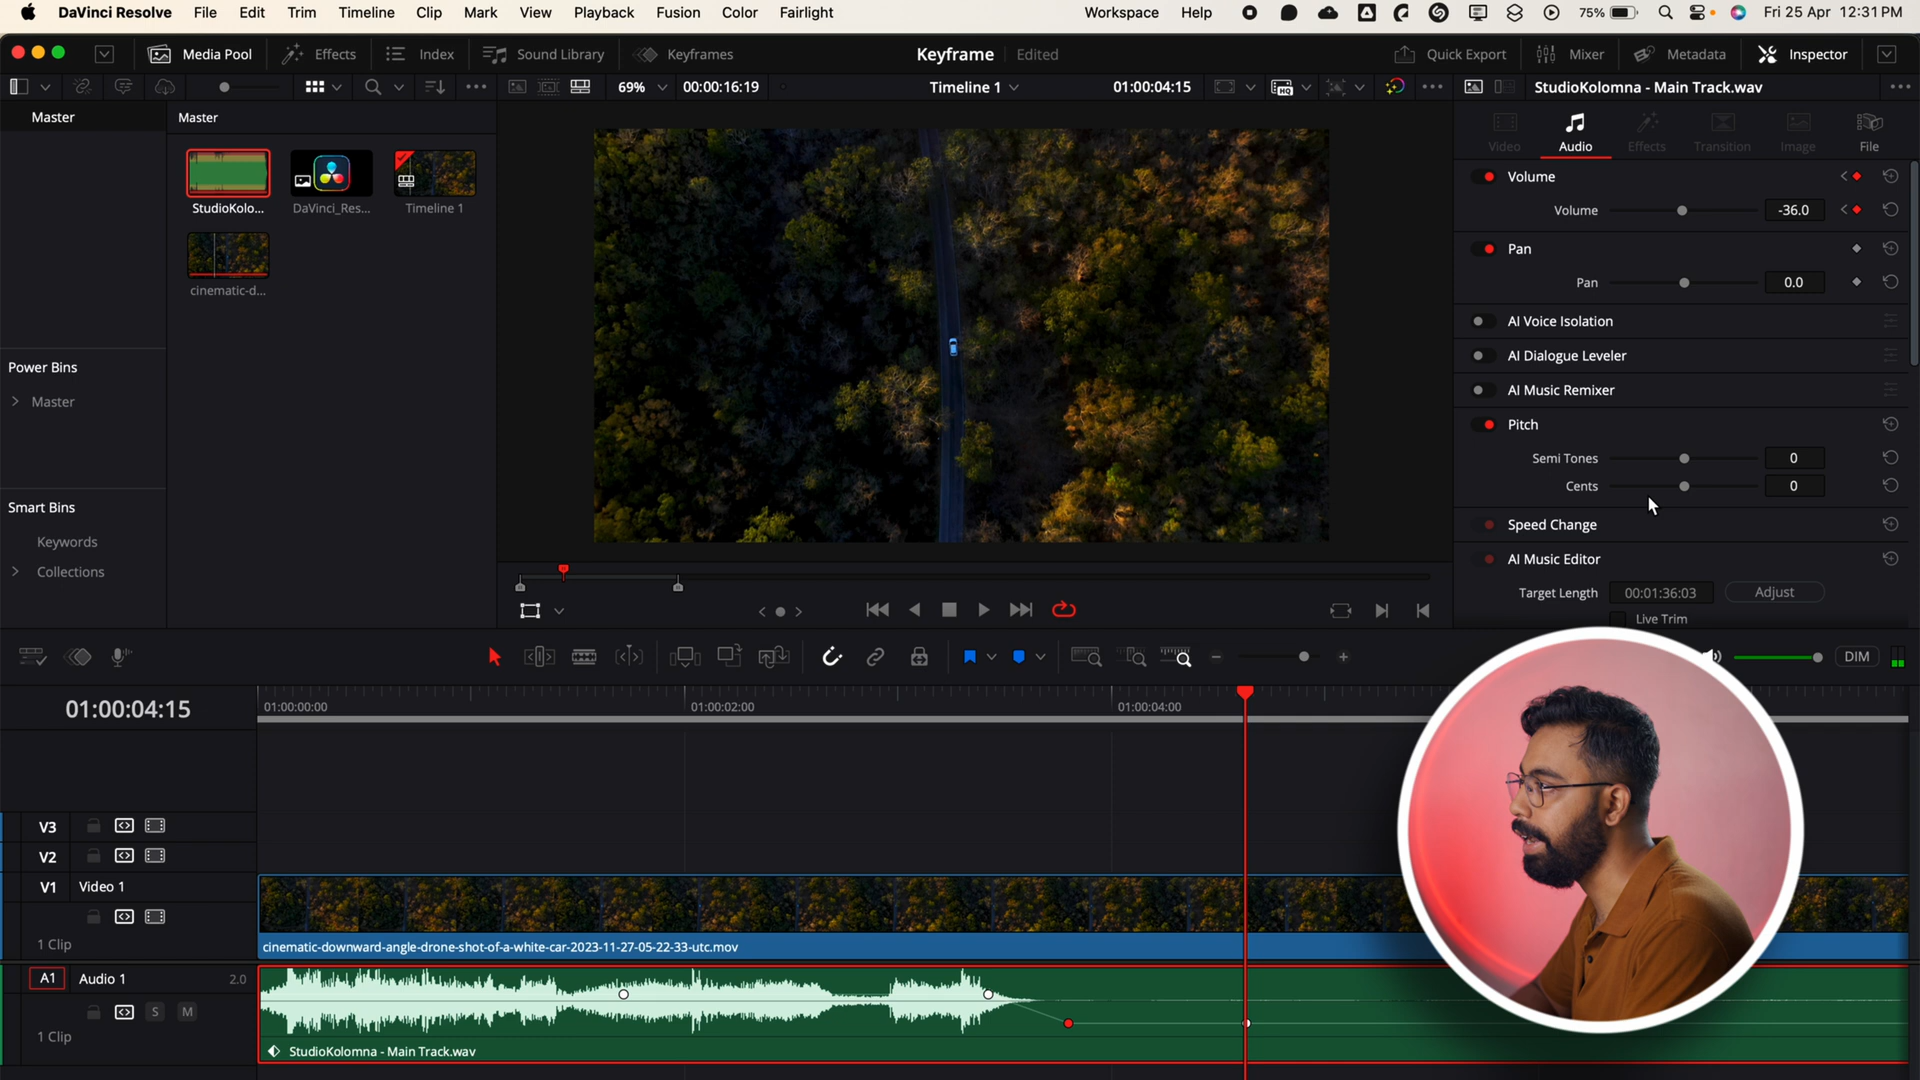 DaVinci Resolve File Edit Trim Timeline Clip Mark View Playback Fusion Color Fairlight Workspace Help 75% Fri 25 Apr 12:31 PM
Media Pool Effects Index Sound Library Keyframes Keyframe Edited Quick Export Mixer Metadata Inspector
69% 00:00:16:19 Timeline 1 01:00:04:15 HQ StudioKolomna - Main Track.wav
Master
Master
StudioKolo...
DaVinci_Res...
Timeline 1
cinematic-d...
Power Bins
Master
Smart Bins
Keywords
Collections
Video Audio Effects Transition Image File
Volume
Volume -36.0
Pan
Pan 0.0
AI Voice Isolation
AI Dialogue Leveler
AI Music Remixer
Pitch
Semi Tones 0
Cents 0
Speed Change
AI Music Editor
Target Length 00:01:36:03 Adjust
Live Trim
DIM
01:00:04:15
01:00:00:00 01:00:02:00 01:00:04:00
V3
V2
V1 Video 1
1 Clip
cinematic-downward-angle-drone-shot-of-a-white-car-2023-11-27-05-22-33-utc.mov
A1 Audio 1 2.0
S M
1 Clip
StudioKolomna - Main Track.wav